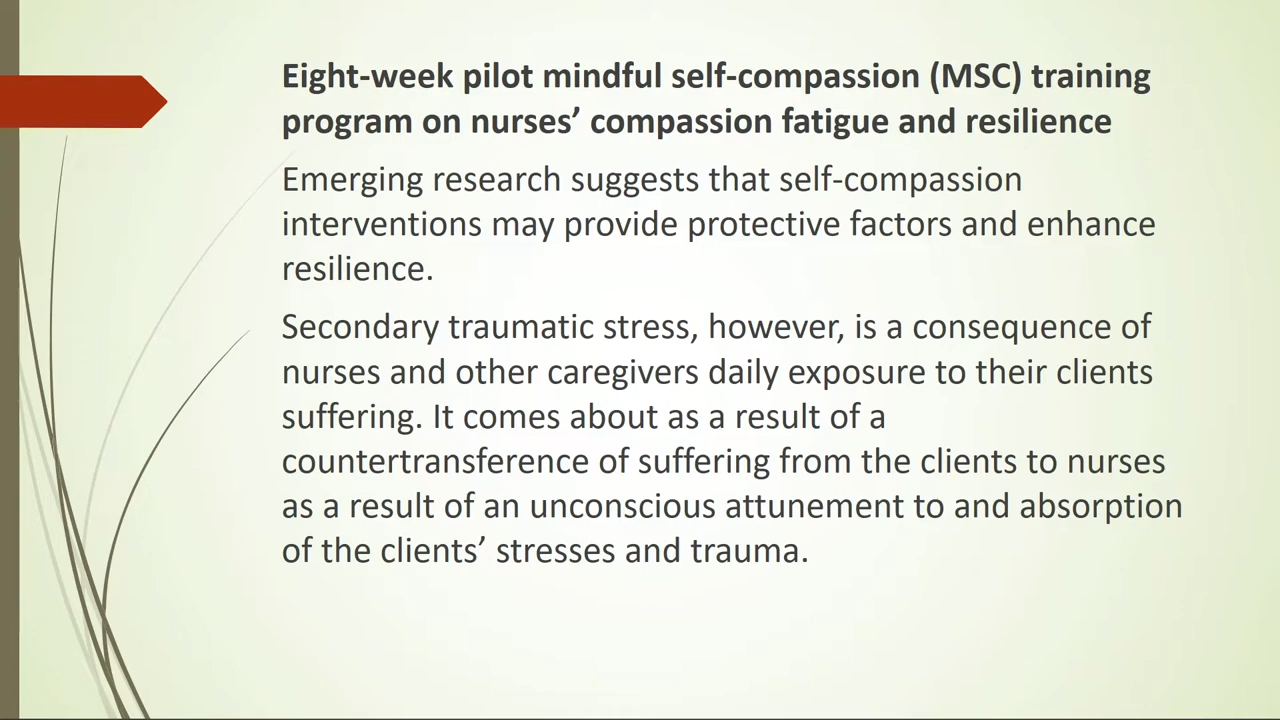 Eight-week pilot mindful self-compassion (MSC) training
program on nurses’ compassion fatigue and resilience
Emerging research suggests that self-compassion
interventions may provide protective factors and enhance
resilience.
Secondary traumatic stress, however, is a consequence of
nurses and other caregivers daily exposure to their clients
suffering. It comes about as a result of a
countertransference of suffering from the clients to nurses
as a result of an unconscious attunement to and absorption
of the clients’ stresses and trauma.